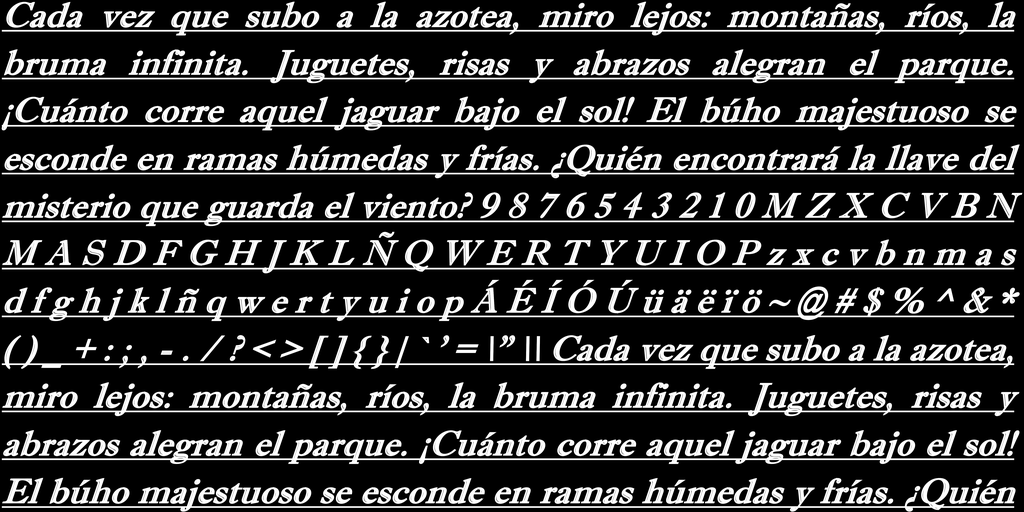 Cada vez que subo a la azotea, miro lejos: montañas, ríos, la
bruma infinita. Juguetes, risas y abrazos alegran el parque.
¡Cuánto corre aquel jaguar bajo el sol! El búho majestuoso se
esconde en ramas húmedas y frías. ¿Quién encontrará la llave del
misterio que guarda el viento? 9 8 7 6 5 4 3 2 1 0 M Z X C V B N
M A S D F G H J K L Ñ Q W E R T Y U I O P z x c v b n m a s
d f g h j k l ñ q w e r t y u i o p Á É Í Ó Ú ü ä ë ï ö ~ @ # $ % ^ & *
( ) _ + : ; , - . / ? < > [ ] { } | ` ’ = \” \\ Cada vez que subo a la azotea,
miro lejos: montañas, ríos, la bruma infinita. Juguetes, risas y
abrazos alegran el parque. ¡Cuánto corre aquel jaguar bajo el sol!
El búho majestuoso se esconde en ramas húmedas y frías. ¿Quién